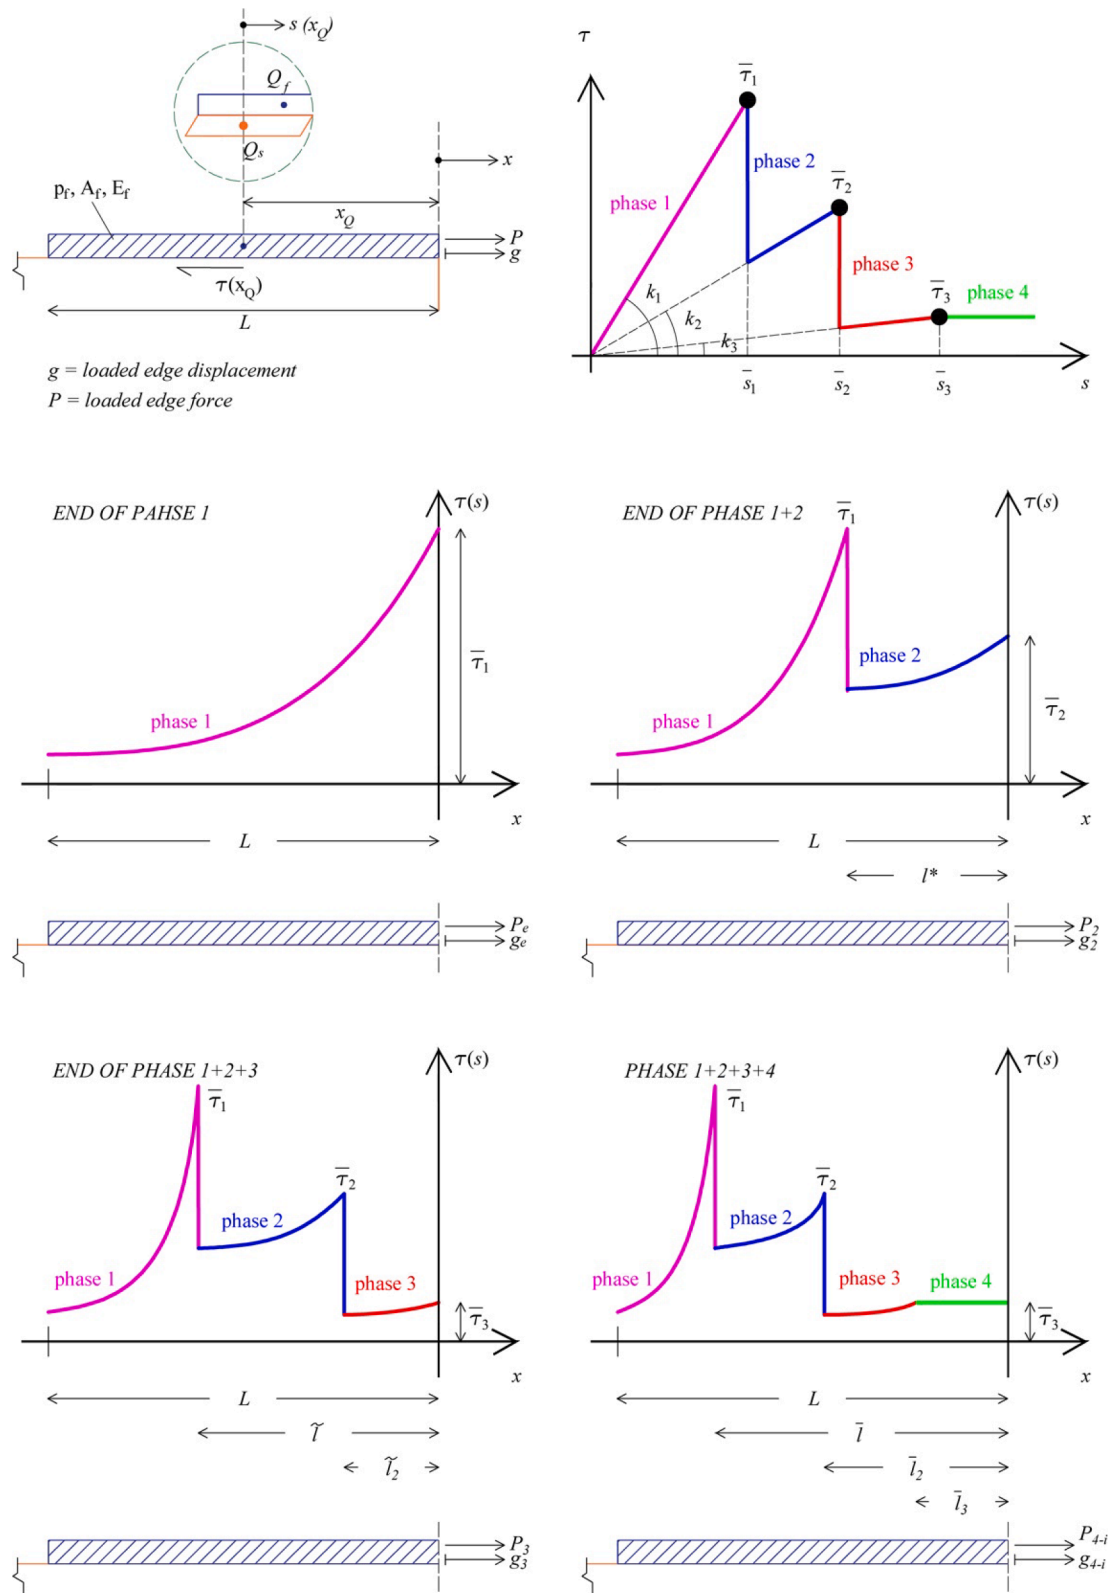 s (x_Q)
Q_f
Q_s
x
p_f, A_f, E_f
x_Q
P
g
τ(x_Q)
L
g = loaded edge displacement
P = loaded edge force
τ
τ̅₁
phase 2
τ̅₂
phase 1
phase 3
τ̅₃
phase 4
k₁
k₂
k₃
s̅₁
s̅₂
s̅₃
s
END OF PAHSE 1
τ(s)
τ̅₁
phase 1
x
L
P_e
g_e
END OF PHASE 1+2
τ̅₁
τ(s)
phase 2
phase 1
τ̅₂
x
L
l*
P₂
g₂
END OF PHASE 1+2+3
τ(s)
τ̅₁
τ̅₂
phase 2
phase 1
phase 3
τ̅₃
x
L
l̃
l̃₂
P₃
g₃
PHASE 1+2+3+4
τ(s)
τ̅₁
τ̅₂
phase 2
phase 1
phase 3
phase 4
τ̅₃
x
L
l̅
l̅₂
l̅₃
P_4-i
g_4-i